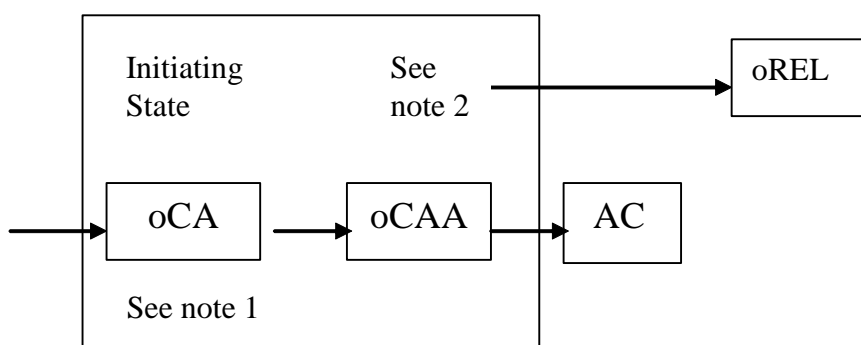 Initiating
State
See
note 2
oREL
oCA
oCAA
AC
See note 1